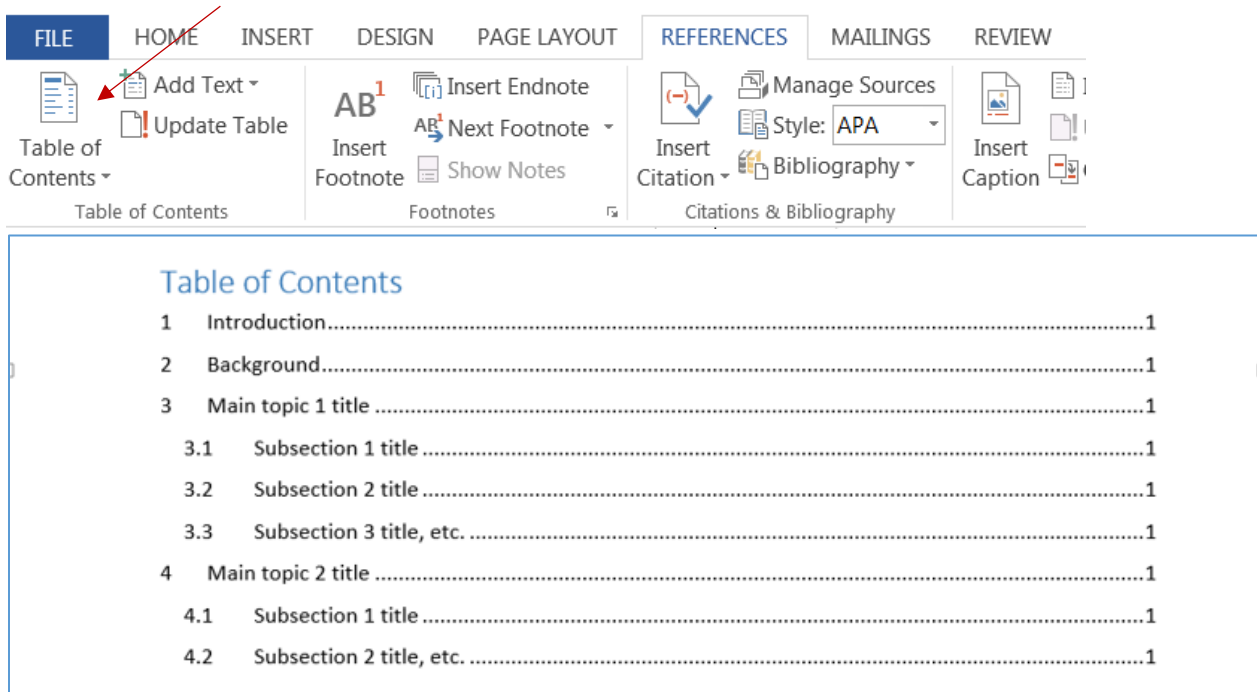 FILE HOME INSERT DESIGN PAGE LAYOUT REFERENCES MAILINGS REVIEW
Table of
Contents
Add Text
Update Table
Table of Contents
AB1
Insert
Footnote
[i] Insert Endnote
AB1 Next Footnote
Show Notes
Footnotes
(-)
Insert
Citation
Manage Sources
Style: APA
Bibliography
Citations & Bibliography
Insert
Caption
Table of Contents
1 Introduction...1
2 Background...1
3 Main topic 1 title...1
3.1 Subsection 1 title...1
3.2 Subsection 2 title...1
3.3 Subsection 3 title, etc. ...1
4 Main topic 2 title...1
4.1 Subsection 1 title...1
4.2 Subsection 2 title, etc. ...1